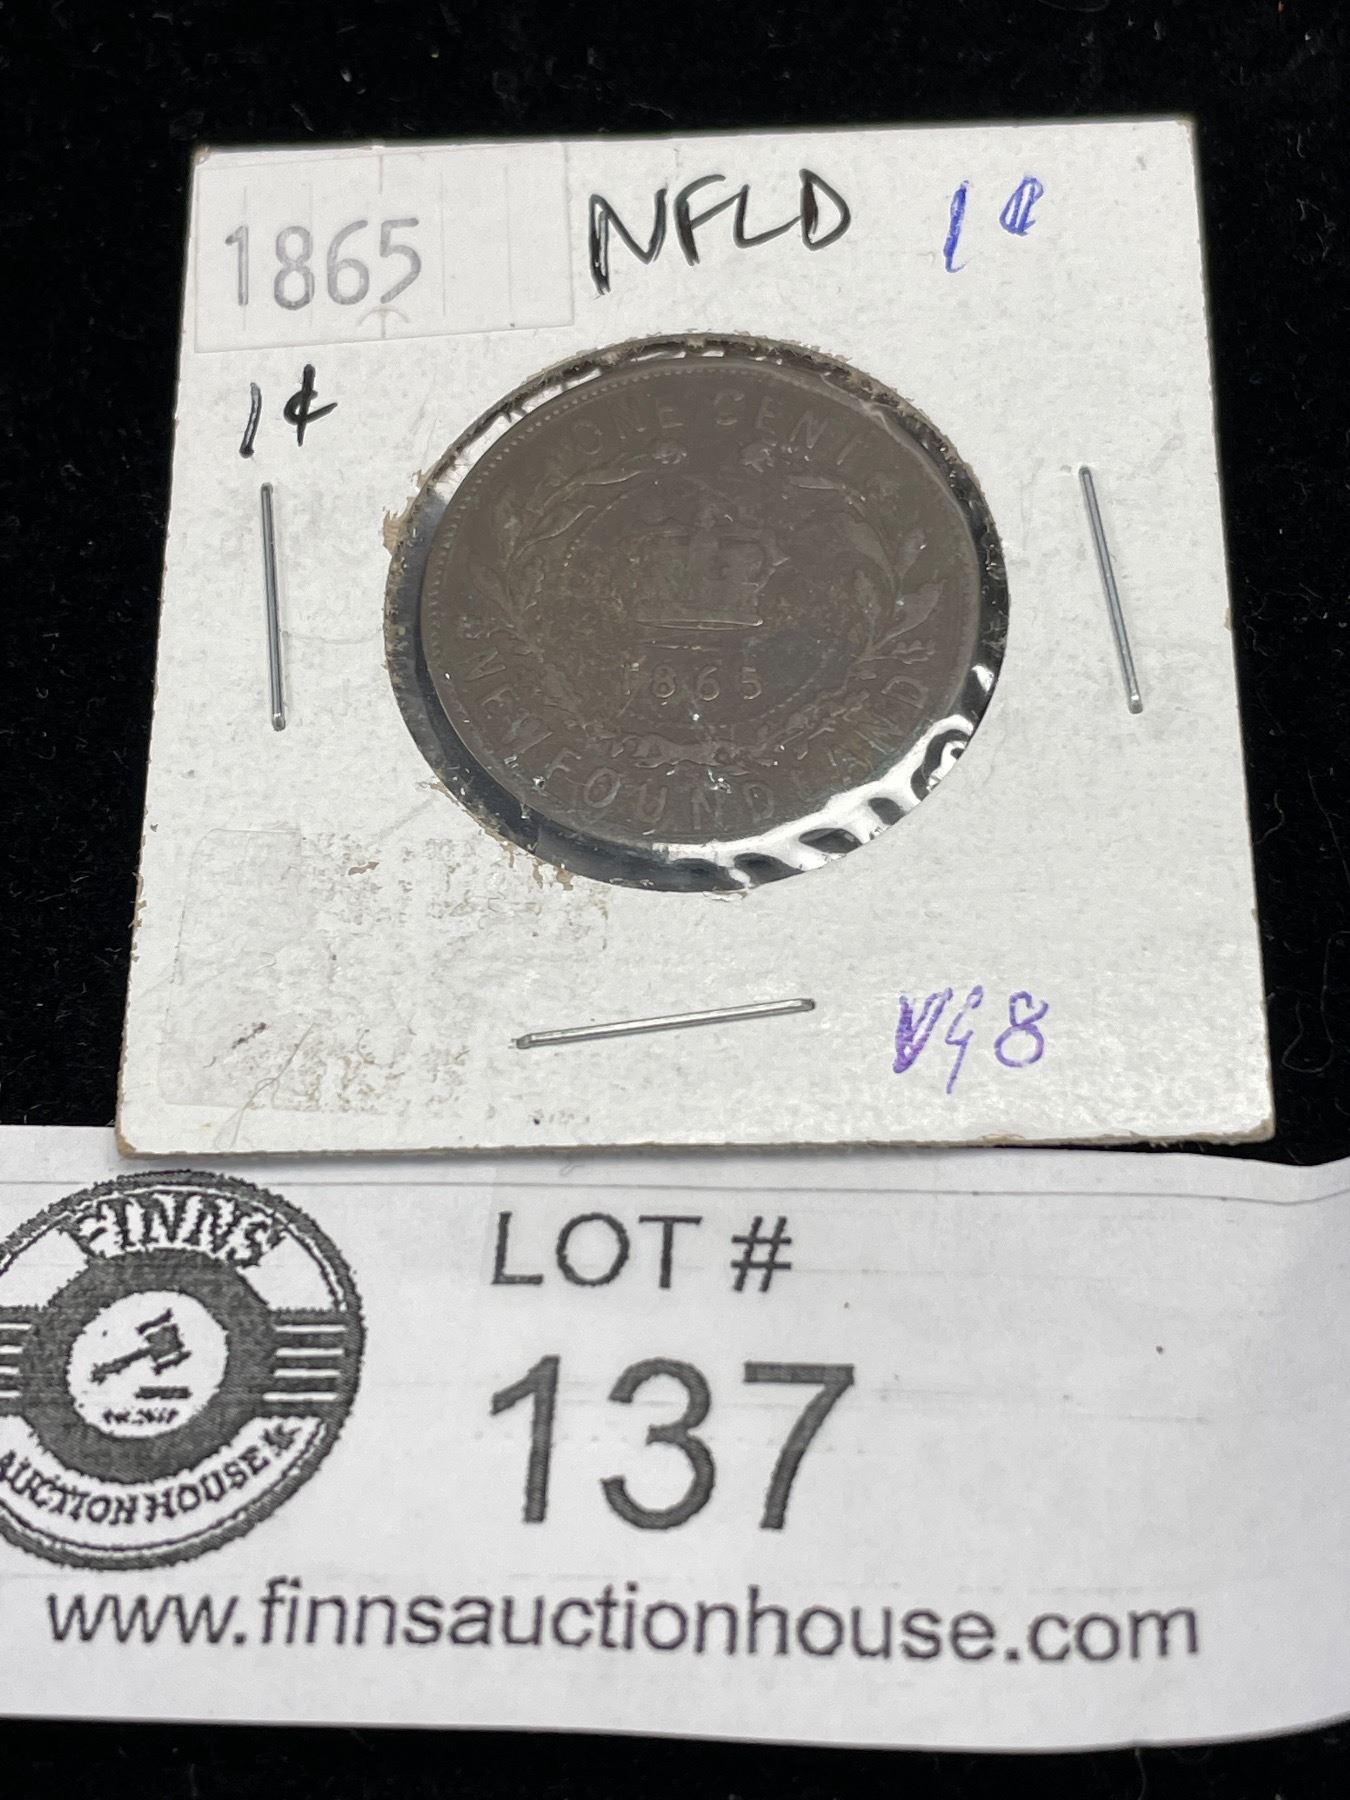 1865 NFLD 1¢
1¢
ONE CENT
1865
NEWFOUNDLAND
VG8
FINNS
AUCTION HOUSE
LOT #
137
www.finnsauctionhouse.com